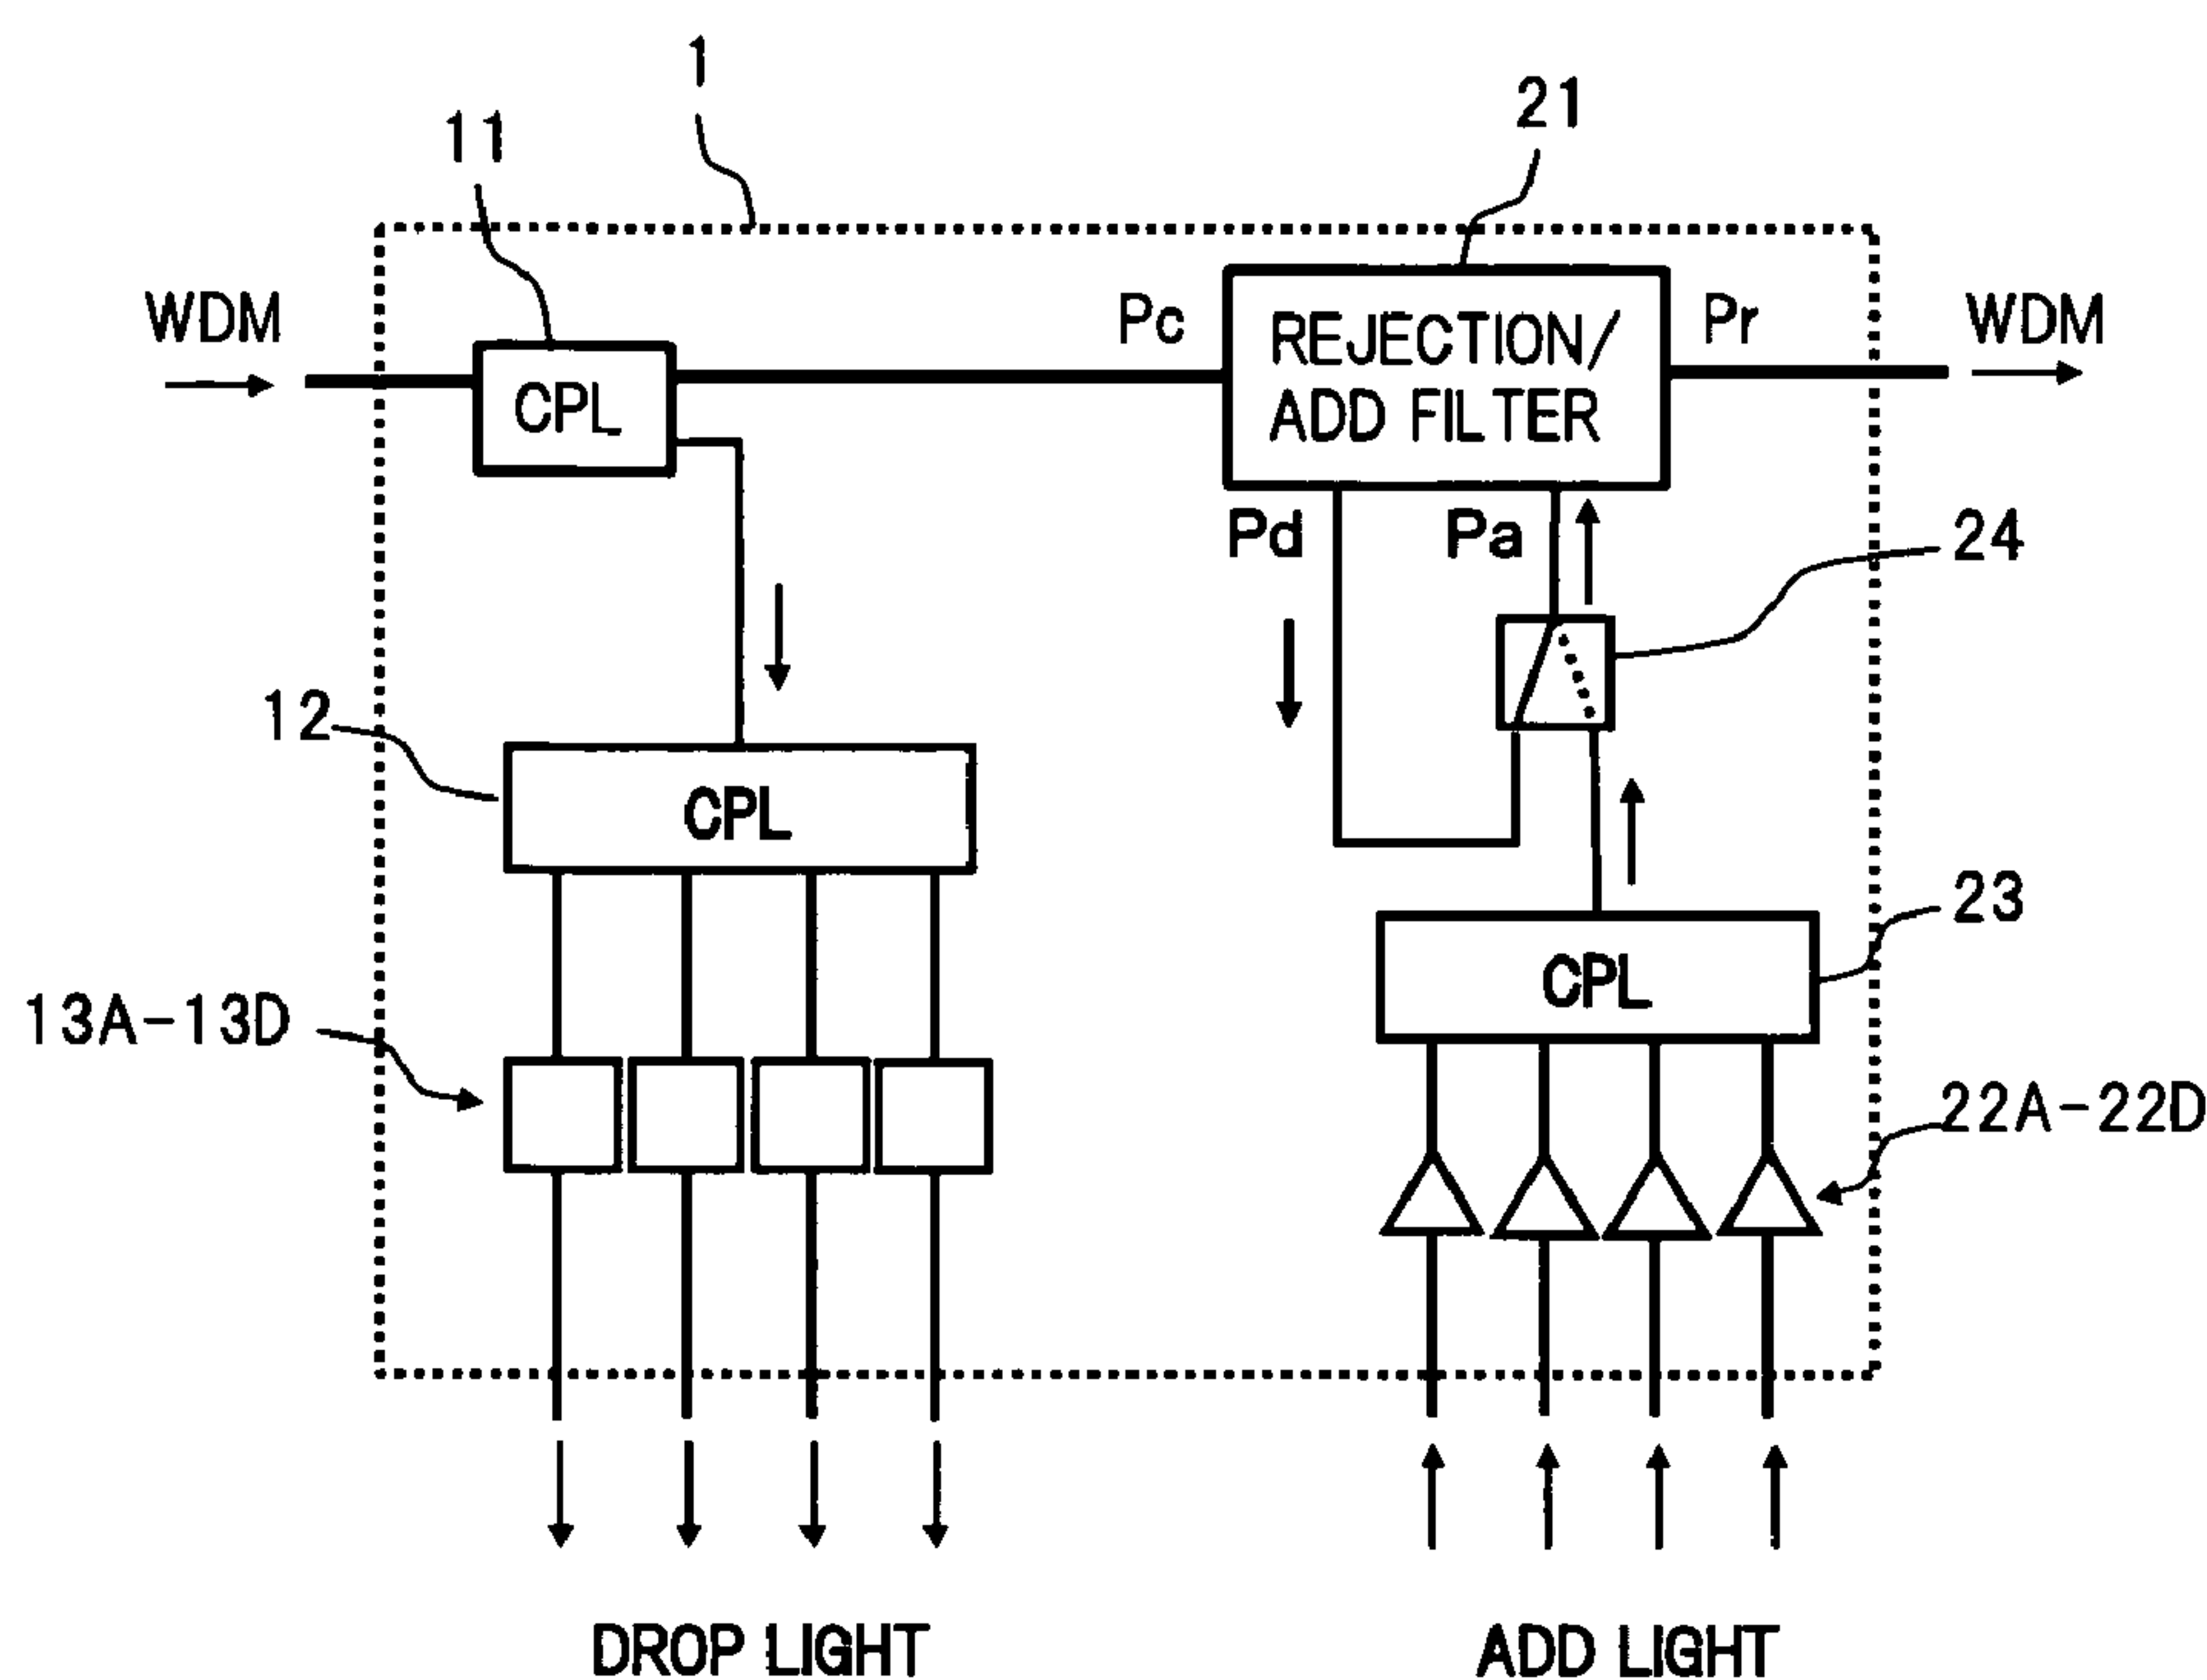 1
21
11
WDM
Pc
REJECTION/
ADD FILTER
Pr
WDM
CPL
Pd
Pa
24
12
CPL
23
CPL
13A-13D
22A-22D
DROP LIGHT
ADD LIGHT